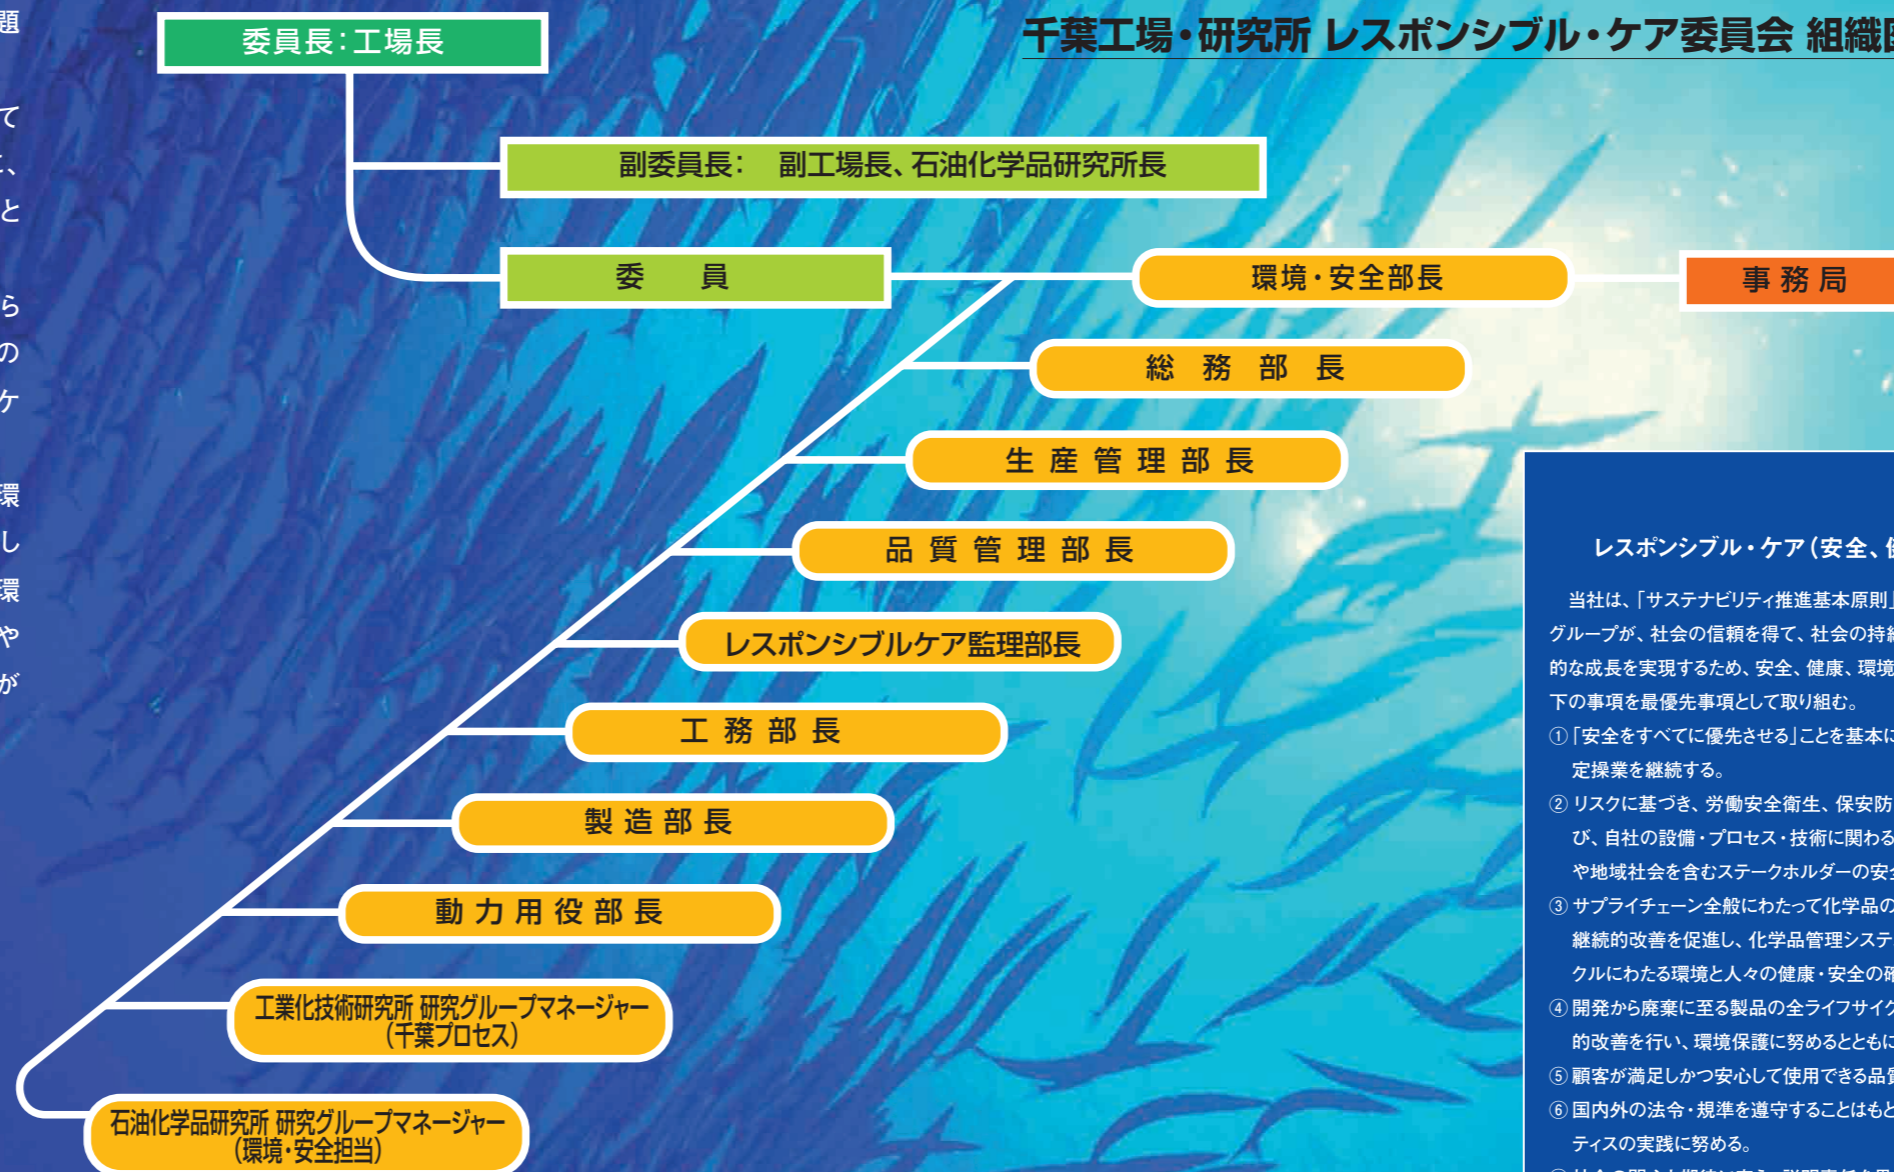 題
て
と
ら
の
ケ
環
し
環
や
が
千葉工場・研究所 レスポンシブル・ケア委員会 組織
委員長：工場長
副委員長： 副工場長、石油化学品研究所長
委 員
環境・安全部長
事務局
総務部長
生産管理部長
品質管理部長
レスポンシブルケア監理部長
工務部長
製造部長
動力用役部長
工業化技術研究所 研究グループマネージャー
（千葉プロセス）
石油化学品研究所 研究グループマネージャー
（環境・安全担当）
レスポンシブル・ケア（安全、
当社は、「サステナビリティ推進基本原則」
グループが、社会の信頼を得て、社会の持
的な成長を実現するため、安全、健康、環境
下の事項を最優先事項として取り組む。
①「安全をすべてに優先させる」ことを基本に
定操業を継続する。
② リスクに基づき、労働安全衛生、保安防
び、自社の設備・プロセス・技術に関わる
や地域社会を含むステークホルダーの安
③ サプライチェーン全般にわたって化学品の
継続的改善を促進し、化学品管理システ
クルにわたる環境と人々の健康・安全の
④ 開発から廃棄に至る製品の全ライフサイク
的改善を行い、環境保護に努めるとともに
⑤ 顧客が満足しかつ安心して使用できる品
⑥ 国内外の法令・規準を遵守することはもと
ティスの実践に努める。